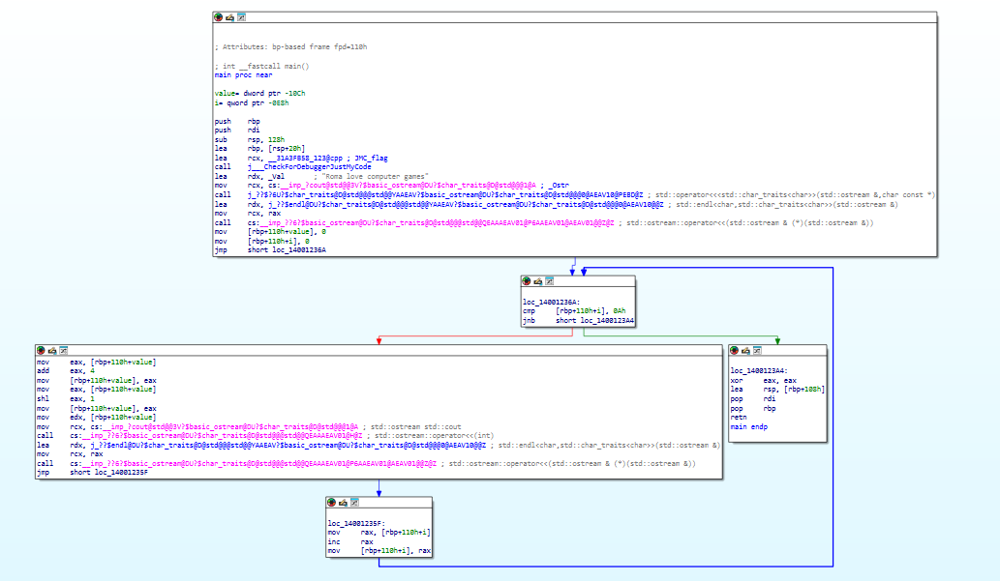 ; Attributes: bp-based frame fpd=110h
; int __fastcall main()
main proc near
value= dword ptr -10Ch
i= qword ptr -0E8h
push rbp
push rdi
sub rsp, 128h
lea rbp, [rsp+20h]
lea rcx, __31A3FB58_123@cpp ; JMC_flag
call j___CheckForDebuggerJustMyCode
lea rdx, _Val ; "Roma love computer games"
mov rcx, cs:__imp_?cout@std@@3V?$basic_ostream@DU?$char_traits@D@std@@@1@A ; _Ostr
call j_??$?6U?$char_traits@D@std@@@std@@YAAEAV?$basic_ostream@DU?$char_traits@D@std@@@0@AEAV10@PEBD@Z ; std::operator<<<std::char_traits<char>>(std::ostream &,char const *)
lea rdx, j_??$endl@DU?$char_traits@D@std@@@std@@YAAEAV?$basic_ostream@DU?$char_traits@D@std@@@0@AEAV10@@Z ; std::endl<char,std::char_traits<char>>(std::ostream &)
mov rcx, rax
call cs:__imp_??6?$basic_ostream@DU?$char_traits@D@std@@@std@@QEAAAEAV01@P6AAEAV01@AEAV01@@Z@Z ; std::ostream::operator<<(std::ostream & (*)(std::ostream &))
mov [rbp+110h+value], 0
mov [rbp+110h+i], 0
jmp short loc_14001236A
loc_14001236A:
cmp [rbp+110h+i], 0Ah
jnb short loc_1400123A4
mov eax, [rbp+110h+value]
add eax, 4
mov [rbp+110h+value], eax
mov eax, [rbp+110h+value]
shl eax, 1
mov [rbp+110h+value], eax
mov edx, [rbp+110h+value]
mov rcx, cs:__imp_?cout@std@@3V?$basic_ostream@DU?$char_traits@D@std@@@1@A ; std::ostream std::cout
call cs:__imp_??6?$basic_ostream@DU?$char_traits@D@std@@@std@@QEAAAEAV01@H@Z ; std::ostream::operator<<(int)
lea rdx, j_??$endl@DU?$char_traits@D@std@@@std@@YAAEAV?$basic_ostream@DU?$char_traits@D@std@@@0@AEAV10@@Z ; std::endl<char,std::char_traits<char>>(std::ostream &)
mov rcx, rax
call cs:__imp_??6?$basic_ostream@DU?$char_traits@D@std@@@std@@QEAAAEAV01@P6AAEAV01@AEAV01@@Z@Z ; std::ostream::operator<<(std::ostream & (*)(std::ostream &))
jmp short loc_14001235F
loc_1400123A4:
xor eax, eax
lea rsp, [rbp+108h]
pop rdi
pop rbp
retn
main endp
loc_14001235F:
mov rax, [rbp+110h+i]
inc rax
mov [rbp+110h+i], rax